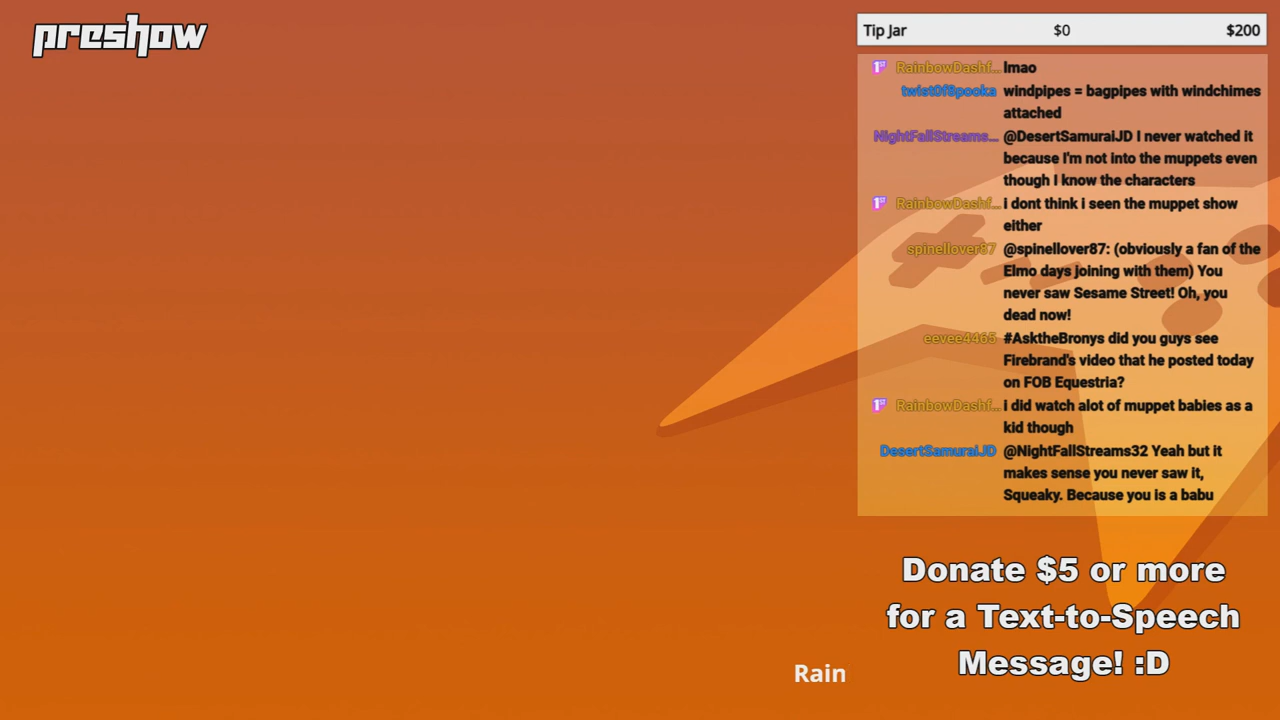 preshow
Tip Jar $0 $200
RainbowDashf... lmao
twist0f8pooka windpipes = bagpipes with windchimes
attached
NightFallStreams... @DesertSamuraiJD I never watched it
because I'm not into the muppets even
though I know the characters
RainbowDashf... i dont think i seen the muppet show
either
spinellover87 @spinellover87: (obviously a fan of the
Elmo days joining with them) You
never saw Sesame Street! Oh, you
dead now!
eevee4465 #AsktheBronys did you guys see
Firebrand's video that he posted today
on FOB Equestria?
RainbowDashf... i did watch alot of muppet babies as a
kid though
DesertSamuraiJD @NightFallStreams32 Yeah but it
makes sense you never saw it,
Squeaky. Because you is a babu
Donate $5 or more
for a Text-to-Speech
Message! :D
Rain